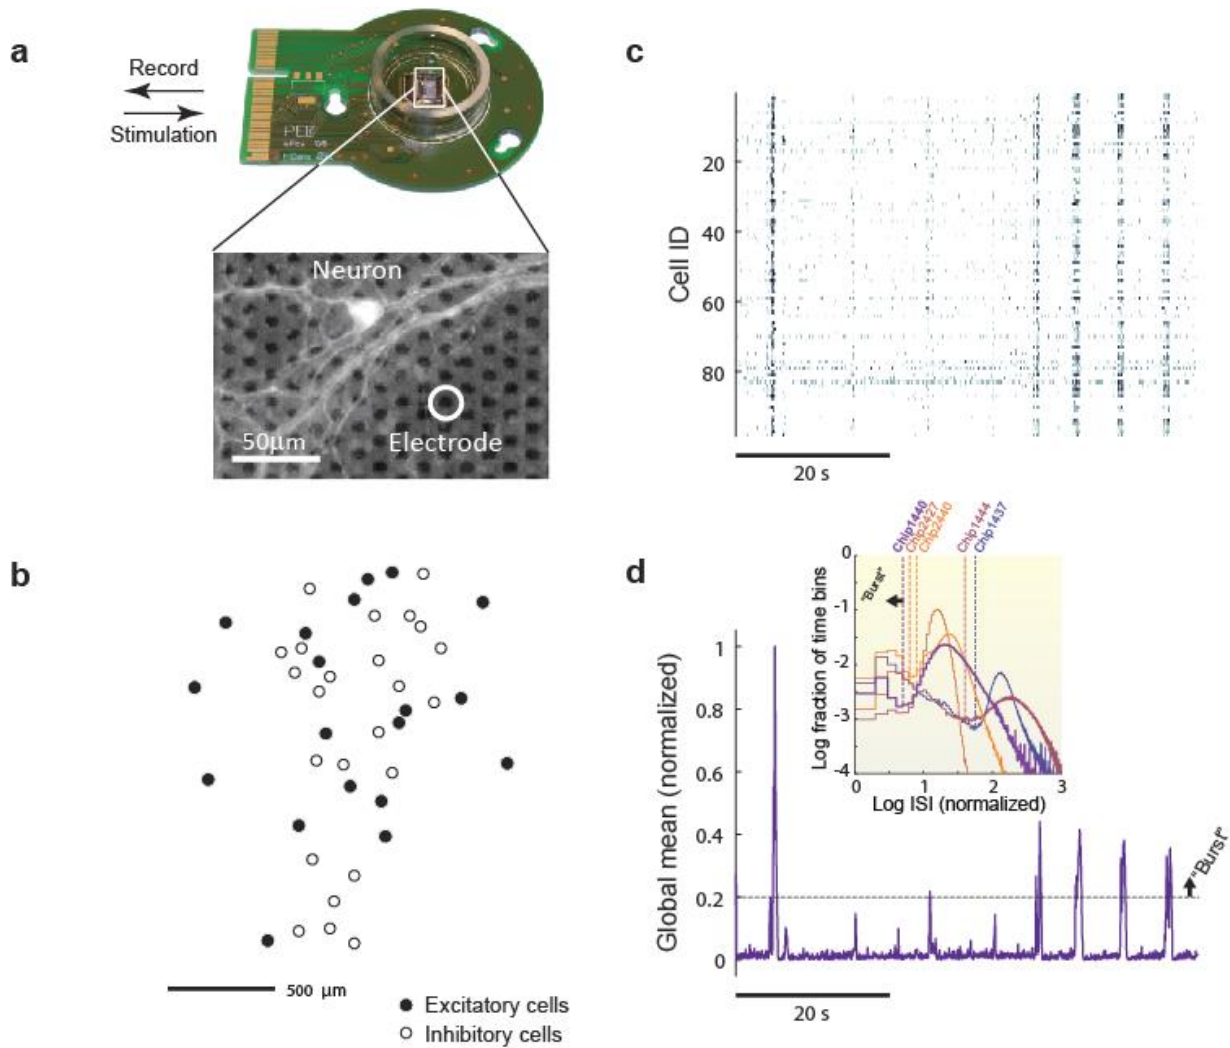 a
Record
Stimulation
PEL
Neuron
Electrode
50μm
b
500 μm
Excitatory cells
Inhibitory cells
c
Cell ID
20
40
60
80
20 s
d
Global mean (normalized)
1
0.8
0.6
0.4
0.2
0
"Burst"
20 s
Chip1440
Chip2427
Chip2440
Chip1444
Chip1437
"Burst"
Log fraction of time bins
0
-1
-2
-3
-4
0
1
2
3
Log ISI (normalized)